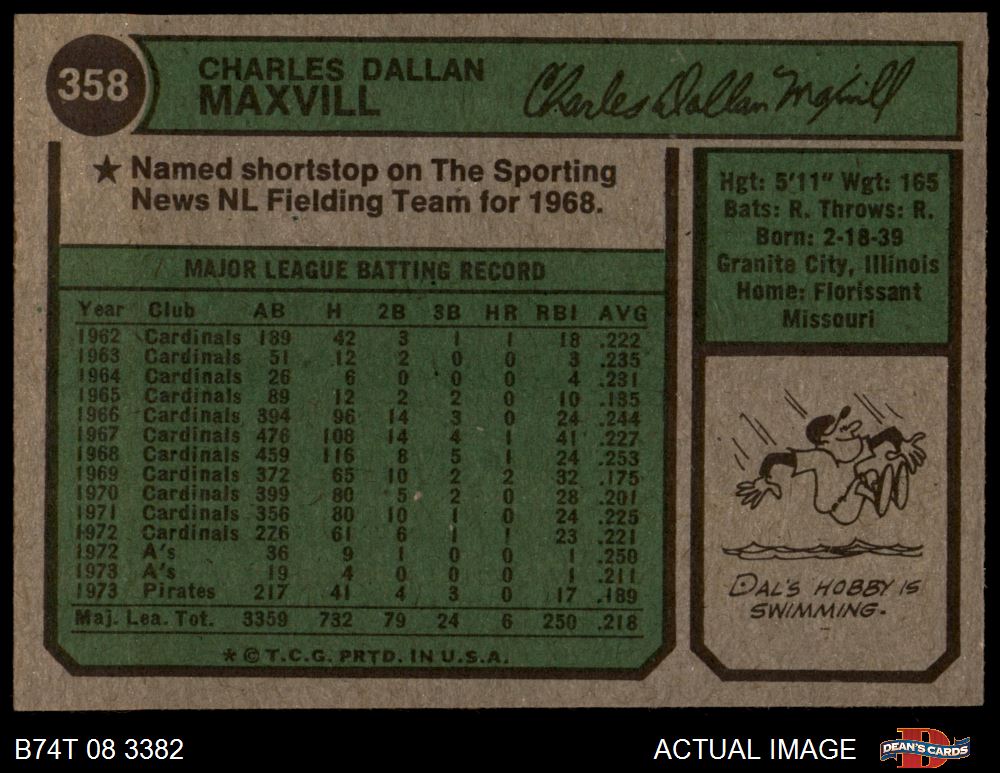 358
CHARLES DALLAN
MAXVILL
Charles Dallan Maxvill
★ Named shortstop on The Sporting
News NL Fielding Team for 1968.
MAJOR LEAGUE BATTING RECORD
Year Club AB H 2B 3B HR RBI AVG
1962 Cardinals 189 42 3 1 1 18 .222
1963 Cardinals 51 12 2 0 0 3 .235
1964 Cardinals 26 6 0 0 0 4 .231
1965 Cardinals 89 12 2 2 0 10 .135
1966 Cardinals 394 96 14 3 0 24 .244
1967 Cardinals 476 108 14 4 1 41 .227
1968 Cardinals 459 116 8 5 1 24 .253
1969 Cardinals 372 65 10 2 2 32 .175
1970 Cardinals 399 80 5 2 0 28 .201
1971 Cardinals 356 80 10 1 0 24 .225
1972 Cardinals 276 61 6 1 1 23 .221
1972 A's 36 9 1 0 0 1 .250
1973 A's 19 4 0 0 0 1 .211
1973 Pirates 217 41 4 3 0 17 .189
Maj. Lea. Tot. 3359 732 79 24 6 250 .218
* © T.C.G. PRTD. IN U.S.A.
Hgt: 5'11" Wgt: 165
Bats: R. Throws: R.
Born: 2-18-39
Granite City, Illinois
Home: Florissant
Missouri
DAL'S HOBBY IS
SWIMMING.
B74T 08 3382
ACTUAL IMAGE
DEAN'S CARDS